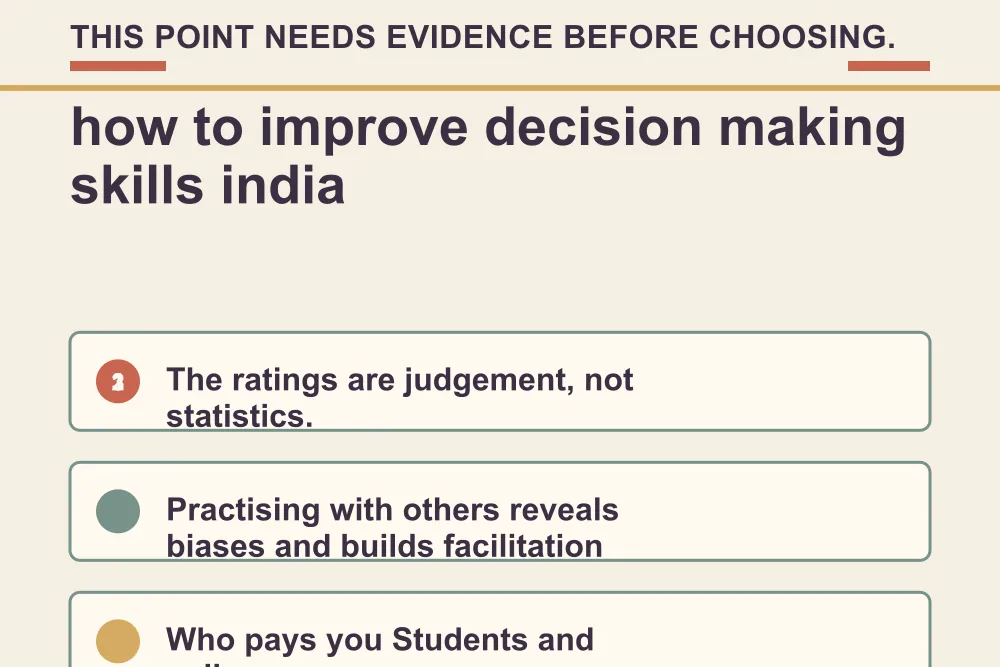 THIS POINT NEEDS EVIDENCE BEFORE CHOOSING.
how to improve decision making
skills india
The ratings are judgement, not
statistics.
Practising with others reveals
biases and builds facilitation
Who pays you Students and